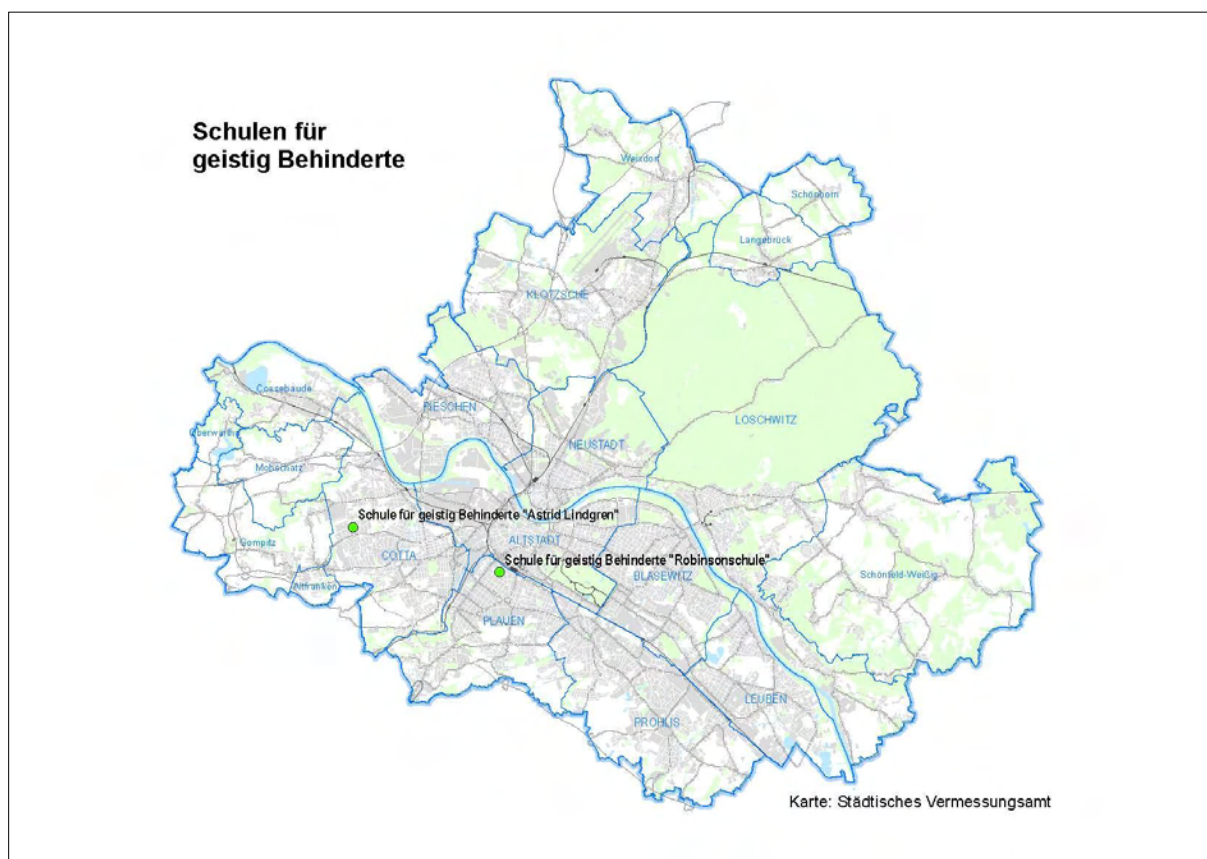 Schulen für
geistig Behinderte
Weixdorf
Schönborn
Langebrück
KLOTZSCHE
Cossebaude
PIESCHEN
LOSCHWITZ
Oberwartha
NEUSTADT
Mobschatz
Schule für geistig Behinderte "Astrid Lindgren"
Gompitz
ALTSTADT
COTTA
Schule für geistig Behinderte "Robinsonschule"
BLASEWITZ
Schönfeld-Weißig
Altfranken
PLAUEN
LEUBEN
PROHLIS
Karte: Städtisches Vermessungsamt